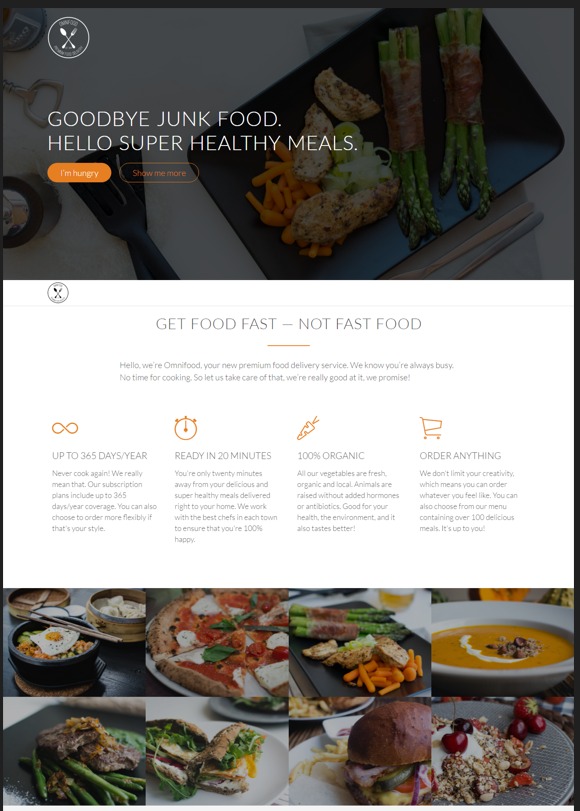 OMNIFOOD
GOODBYE JUNK FOOD.
HELLO SUPER HEALTHY MEALS.
I'm hungry
Show me more
GET FOOD FAST — NOT FAST FOOD
Hello, we're Omnifood, your new premium food delivery service. We know you're always busy.
No time for cooking. So let us take care of that, we're really good at it, we promise!
UP TO 365 DAYS/YEAR
Never cook again! We really
mean that. Our subscription
plans include up to 365
days/year coverage. You can also
choose to order more flexibly if
that's your style.
READY IN 20 MINUTES
You're only twenty minutes
away from your delicious and
super healthy meals delivered
right to your home. We work
with the best chefs in each town
to ensure that you're 100%
happy.
100% ORGANIC
All our vegetables are fresh,
organic and local. Animals are
raised without added hormones
or antibiotics. Good for your
health, the environment, and it
also tastes better!
ORDER ANYTHING
We don't limit your creativity,
which means you can order
whatever you feel like. You can
also choose from our menu
containing over 100 delicious
meals. It's up to you!